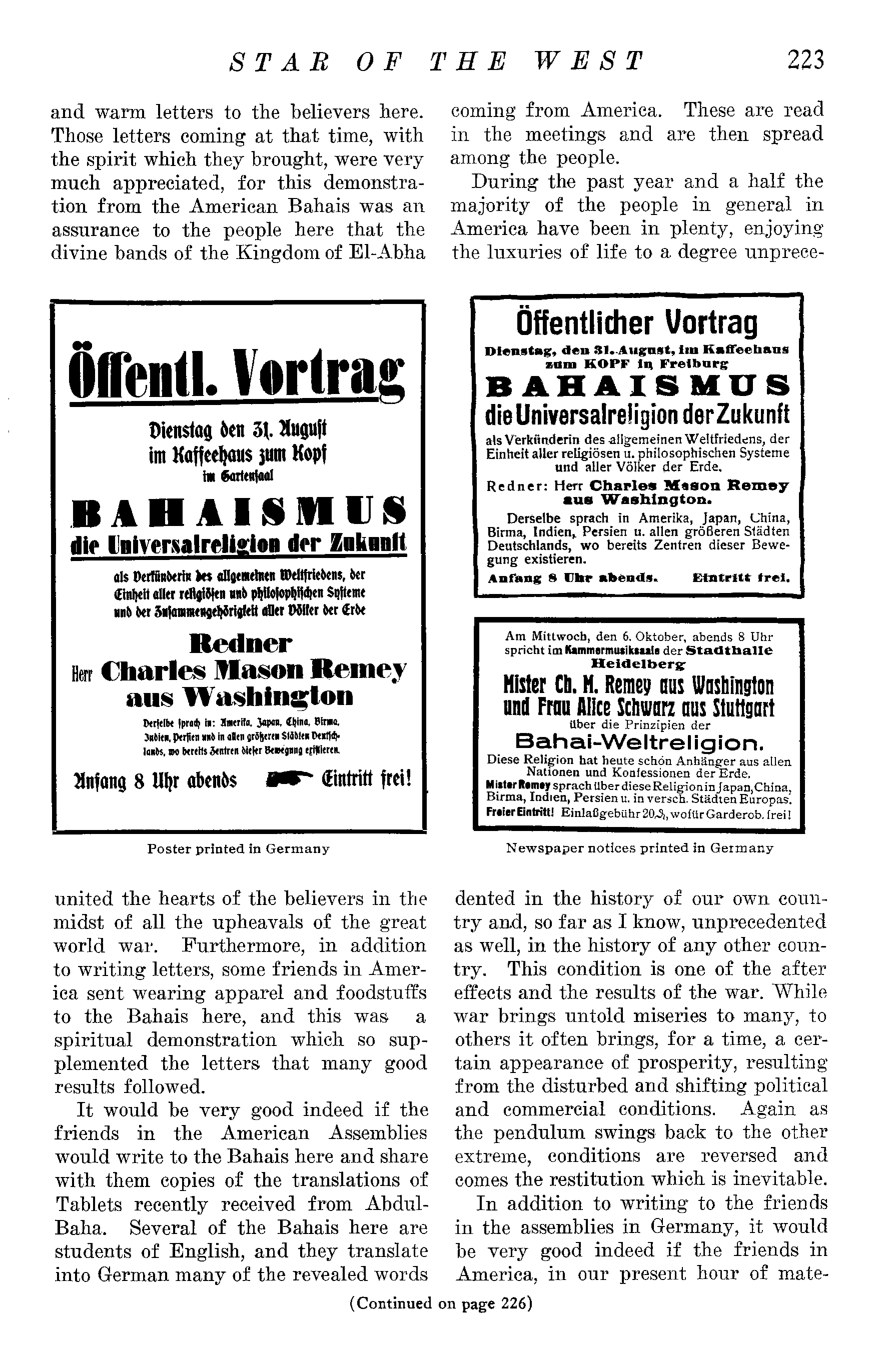 STAR OF THE WEST 223
and warm letters to the believers here.
Those letters coming at that time, with
the spirit which they brought, were very
much appreciated, for this demonstra-
tion from the American Bahais was an
assurance to the people here that the
divine bands of the Kingdom of El-Abha
coming from America. These are read
in the meetings and are then spread
among the people.
During the past year and a half the
majority of the people in general in
America have been in plenty, enjoying
the luxuries of life to a degree unprece-
Öffentl. Vortrag
Dienstag den 31. August
im Kaffeehaus zum Kopf
im Gartensaal
BAHAISMUS
die Universalreligion der Zukunft
als Verkünderin des allgemeinen Weltfriedens, der
Einheit aller religiösen und philosophischen Systeme
und der Zusammengehörigkeit aller Völker der Erde
Redner
Herr Charles Mason Remey
aus Washington
Derselbe sprach in: Amerika, Japan, China, Birma,
Indien, Persien und in allen größeren Städten Deutsch-
lands, wo bereits Zentren dieser Bewegung existieren.
Anfang 8 Uhr abends Eintritt frei!
Poster printed in Germany
Öffentlicher Vortrag
Dienstag, den 31. August, im Kaffeehaus
zum KOPF in Freiburg
BAHAISMUS
die Universalreligion der Zukunft
als Verkünderin des allgemeinen Weltfriedens, der
Einheit aller religiösen u. philosophischen Systeme
und aller Völker der Erde.
Redner: Herr Charles Mason Remey
aus Washington.
Derselbe sprach in Amerika, Japan, China,
Birma, Indien, Persien u. allen größeren Städten
Deutschlands, wo bereits Zentren dieser Bewe-
gung existieren.
Anfang 8 Uhr abends. Eintritt frei.
Am Mittwoch, den 6. Oktober, abends 8 Uhr
spricht im Kammermusiksaale der Stadthalle
Heidelberg
Mister Ch. M. Remey aus Washington
und Frau Alice Schwarz aus Stuttgart
über die Prinzipien der
Bahai-Weltreligion.
Diese Religion hat heute schon Anhänger aus allen
Nationen und Konfessionen der Erde.
Mister Remey sprach über diese Religion in Japan, China,
Birma, Indien, Persien u. in versch. Städten Europas.
Freier Eintritt! Einlaßgebühr 20 ₰, wofür Garderob. frei!
Newspaper notices printed in Germany
united the hearts of the believers in the
midst of all the upheavals of the great
world war. Furthermore, in addition
to writing letters, some friends in Amer-
ica sent wearing apparel and foodstuffs
to the Bahais here, and this was a
spiritual demonstration which so sup-
plemented the letters that many good
results followed.
It would be very good indeed if the
friends in the American Assemblies
would write to the Bahais here and share
with them copies of the translations of
Tablets recently received from Abdul-
Baha. Several of the Bahais here are
students of English, and they translate
into German many of the revealed words
dented in the history of our own coun-
try and, so far as I know, unprecedented
as well, in the history of any other coun-
try. This condition is one of the after
effects and the results of the war. While
war brings untold miseries to many, to
others it often brings, for a time, a cer-
tain appearance of prosperity, resulting
from the disturbed and shifting political
and commercial conditions. Again as
the pendulum swings back to the other
extreme, conditions are reversed and
comes the restitution which is inevitable.
In addition to writing to the friends
in the assemblies in Germany, it would
be very good indeed if the friends in
America, in our present hour of mate-
(Continued on page 226)